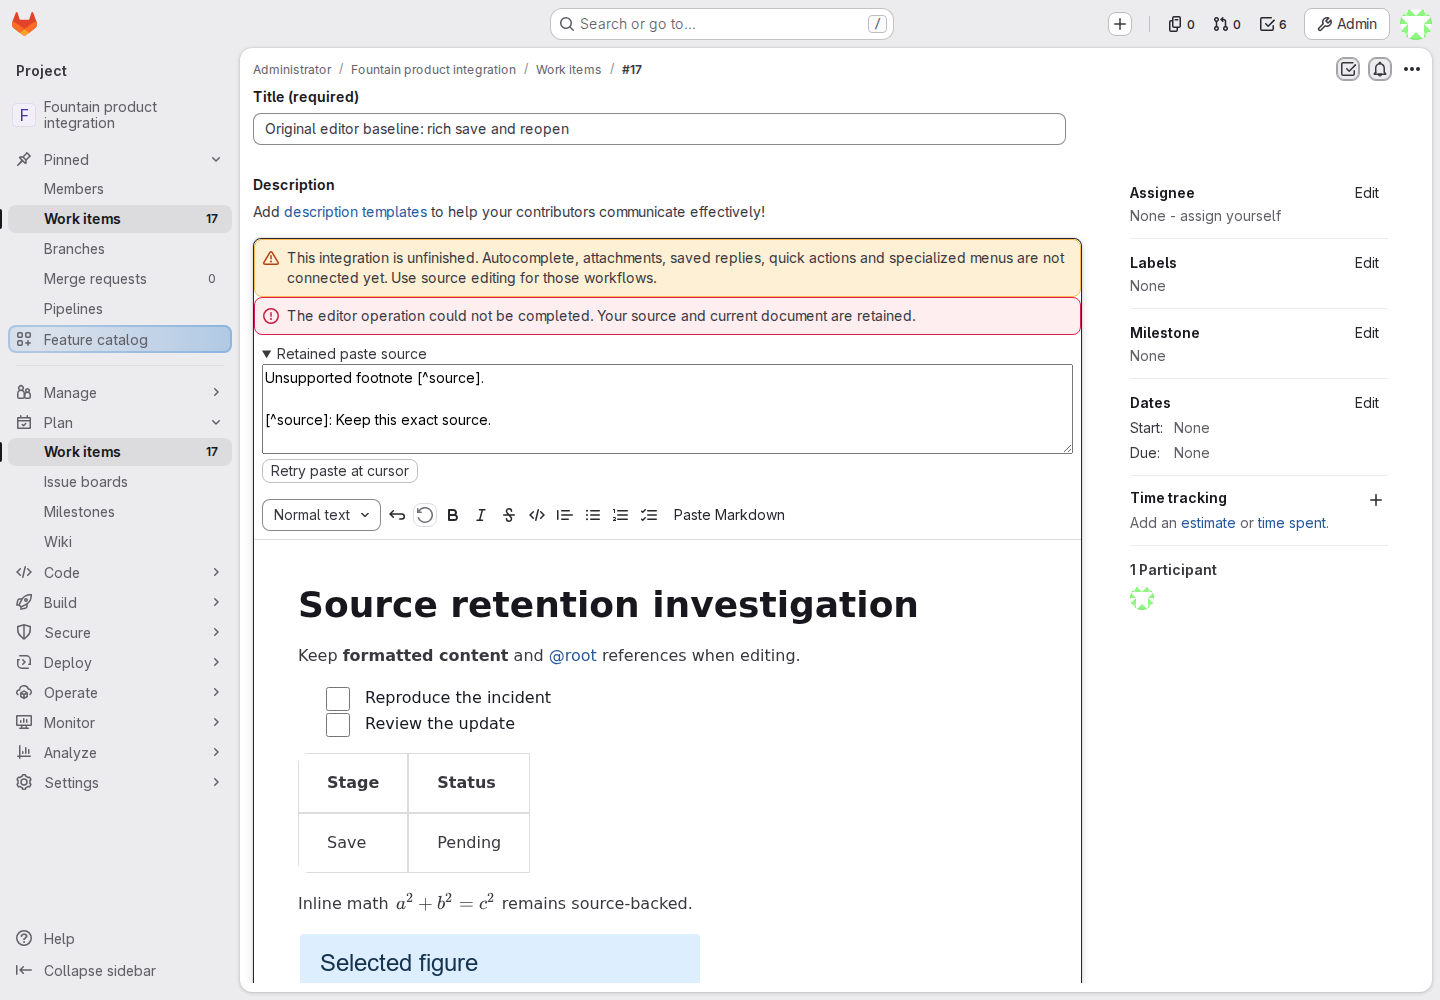 Search or go to...
/
0
0
6
Admin
Project
F
Fountain product
integration
Pinned
Members
Work items
17
Branches
Merge requests
0
Pipelines
Feature catalog
Manage
Plan
Work items
17
Issue boards
Milestones
Wiki
Code
Build
Secure
Deploy
Operate
Monitor
Analyze
Settings
Help
Collapse sidebar
Administrator / Fountain product integration / Work items / #17
Title (required)
Original editor baseline: rich save and reopen
Description
Add description templates to help your contributors communicate effectively!
This integration is unfinished. Autocomplete, attachments, saved replies, quick actions and specialized menus are not
connected yet. Use source editing for those workflows.
The editor operation could not be completed. Your source and current document are retained.
Retained paste source
Unsupported footnote [^source].
[^source]: Keep this exact source.
Retry paste at cursor
Normal text
Paste Markdown
Source retention investigation
Keep formatted content and @root references when editing.
Reproduce the incident
Review the update
Stage Status
Save Pending
Inline math a² + b² = c² remains source-backed.
Selected figure
Assignee
Edit
None - assign yourself
Labels
Edit
None
Milestone
Edit
None
Dates
Edit
Start: None
Due: None
Time tracking
Add an estimate or time spent.
1 Participant